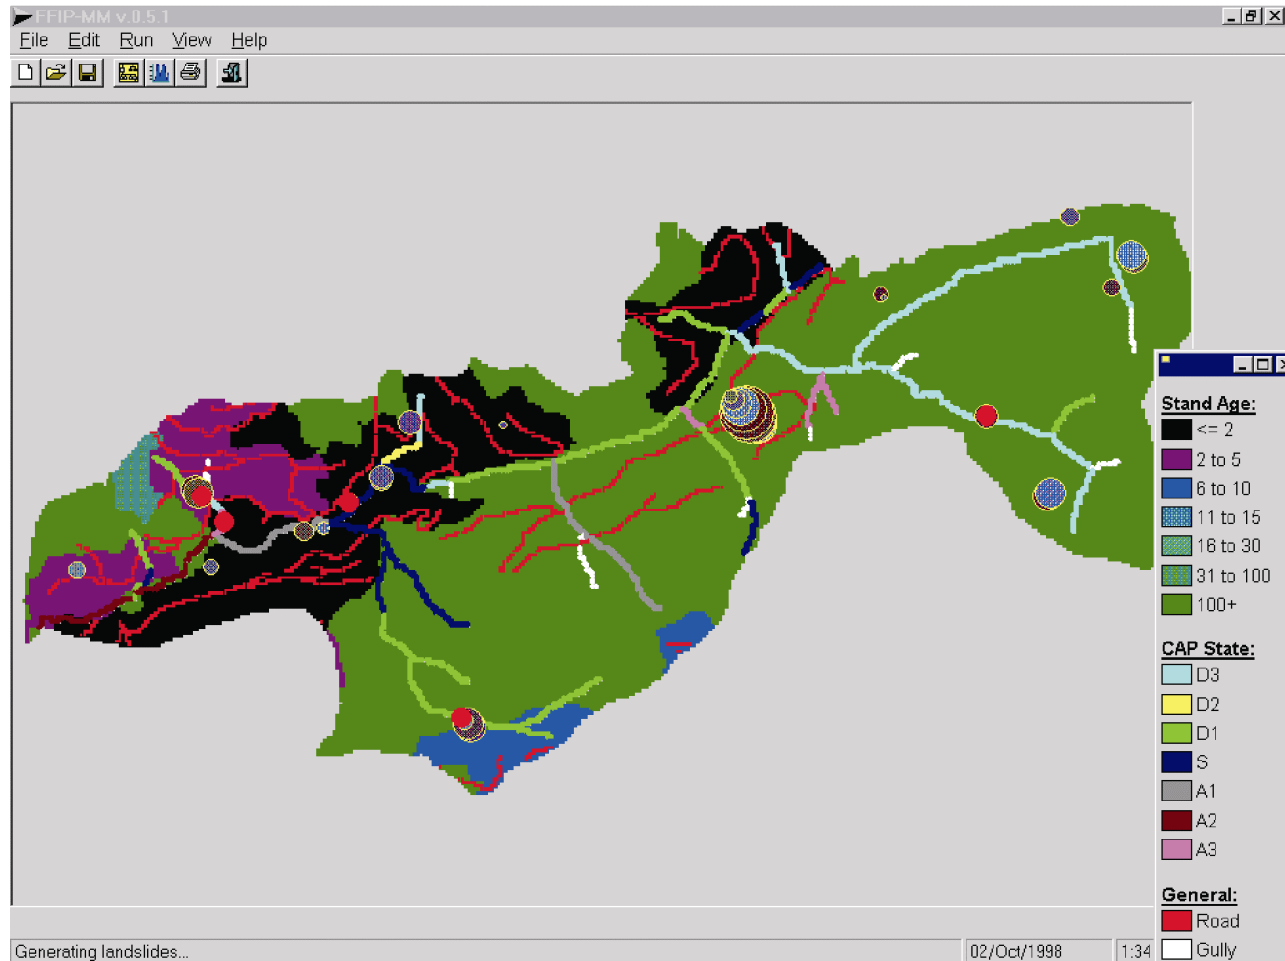 FFIP-MM v.0.5.1
File Edit Run View Help
Stand Age:
<= 2
2 to 5
6 to 10
11 to 15
16 to 30
31 to 100
100+
CAP State:
D3
D2
D1
S
A1
A2
A3
General:
Road
Gully
Generating landslides... 02/Oct/1998 1:34